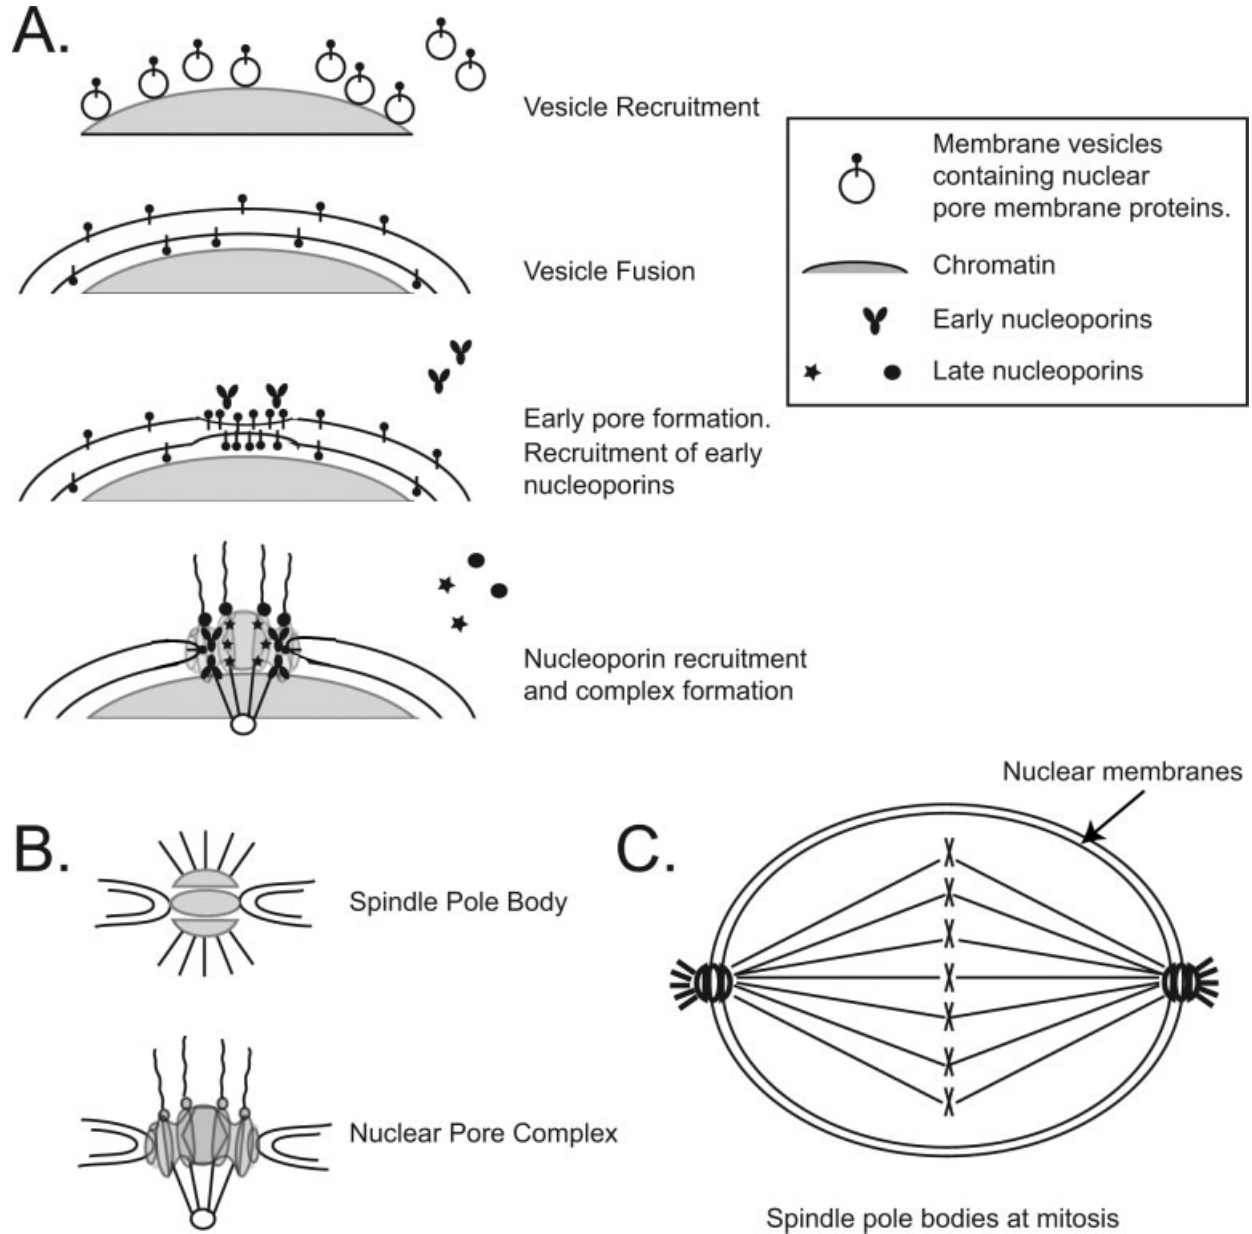 A.
Vesicle Recruitment
Membrane vesicles
containing nuclear
pore membrane proteins.
Chromatin
Early nucleoporins
Late nucleoporins
Vesicle Fusion
Early pore formation.
Recruitment of early
nucleoporins
Nucleoporin recruitment
and complex formation
B.
Spindle Pole Body
Nuclear Pore Complex
C.
Nuclear membranes
Spindle pole bodies at mitosis